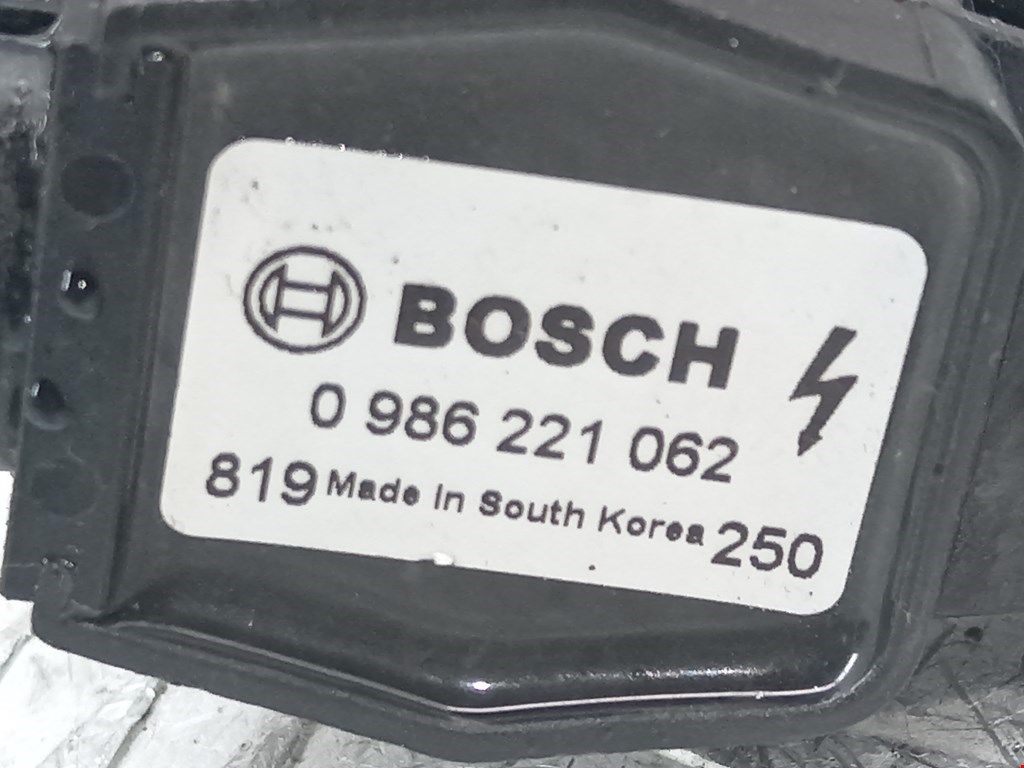 BOSCH
0 986 221 062
819 Made In South Korea 250